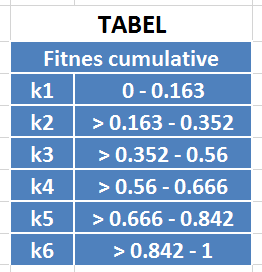 TABEL
Fitnes cumulative
k1 0 - 0.163
k2 > 0.163 - 0.352
k3 > 0.352 - 0.56
k4 > 0.56 - 0.666
k5 > 0.666 - 0.842
k6 > 0.842 - 1